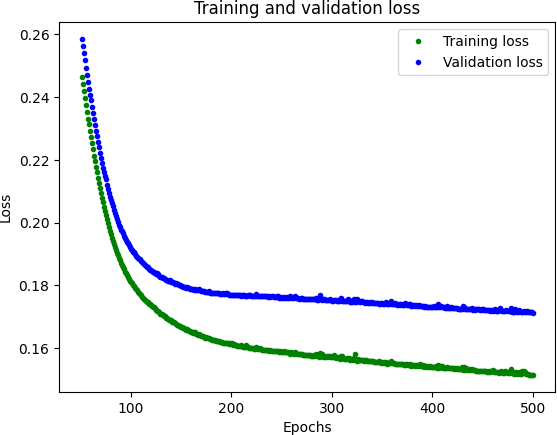 Training and validation loss
Training loss
Validation loss
0.26
0.24
0.22
0.20
0.18
0.16
Loss
100
200
300
400
500
Epochs